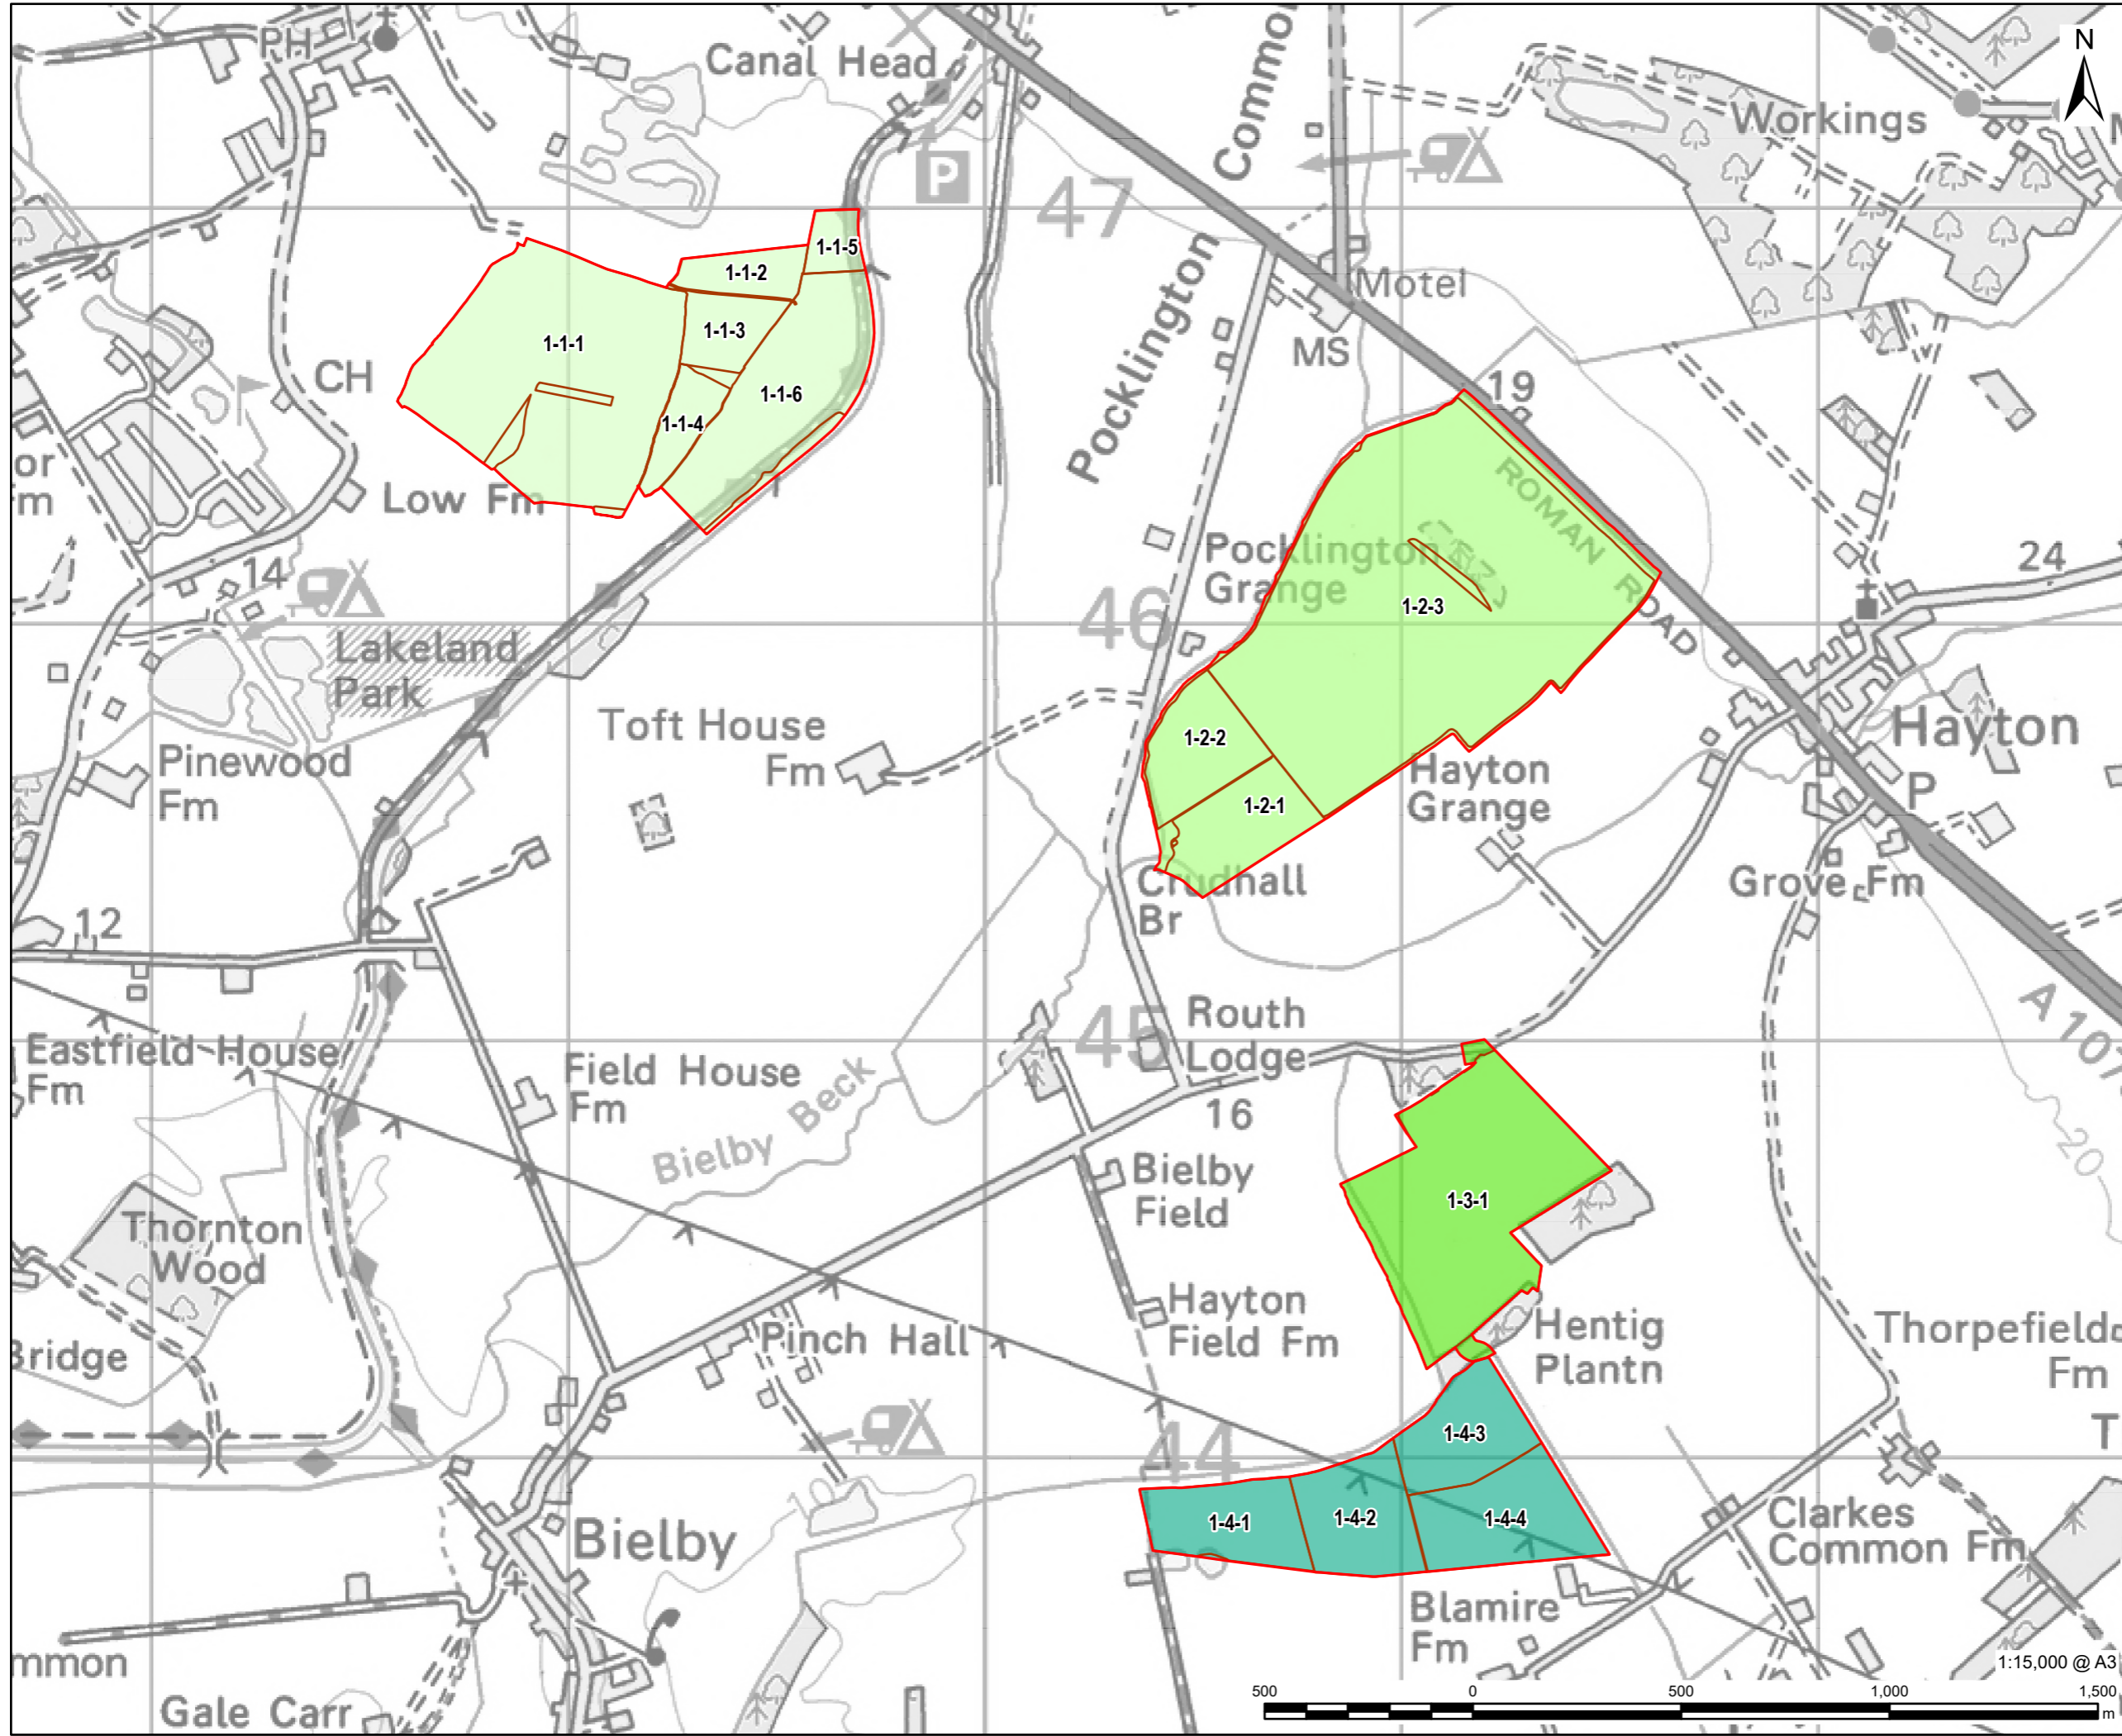 PH
Canal Head
Common
N
Workings
P
47
1-1-5
1-1-2
Pocklington
Motel
1-1-3
1-1-1
MS
CH
19
1-1-6
1-1-4
or
m
Low Fm
ROMAN ROAD
Pocklington
Grange
24
14
1-2-3
46
Lakeland
Park
Toft House
Fm
Hayton
1-2-2
Pinewood
Fm
Hayton
Grange
P
1-2-1
Crudhall
Br
Grove Fm
12
A 107
Routh
Lodge
45
Eastfield House
Fm
Field House
Fm
16
Bielby Beck
20
Bielby
Field
1-3-1
Thornton
Wood
Hayton
Field Fm
Hentig
Plantn
Thorpefield
Fm
Pinch Hall
Bridge
T
1-4-3
44
10
1-4-1
1-4-2
1-4-4
Clarkes
Common Fm
Bielby
Blamire
Fm
mmon
1:15,000 @ A3
Gale Carr
500 0 500 1,000 1,500
m